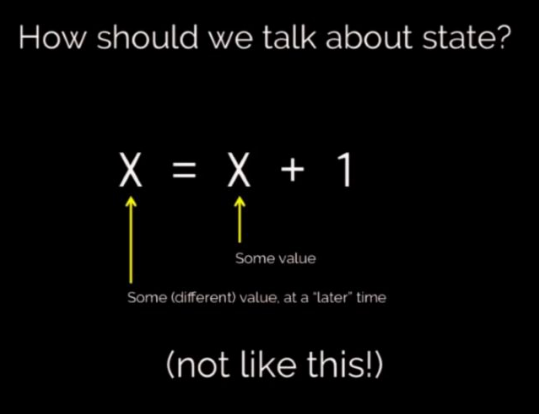 How should we talk about state?
X = X + 1
Some value
Some (different) value, at a "later" time
(not like this!)